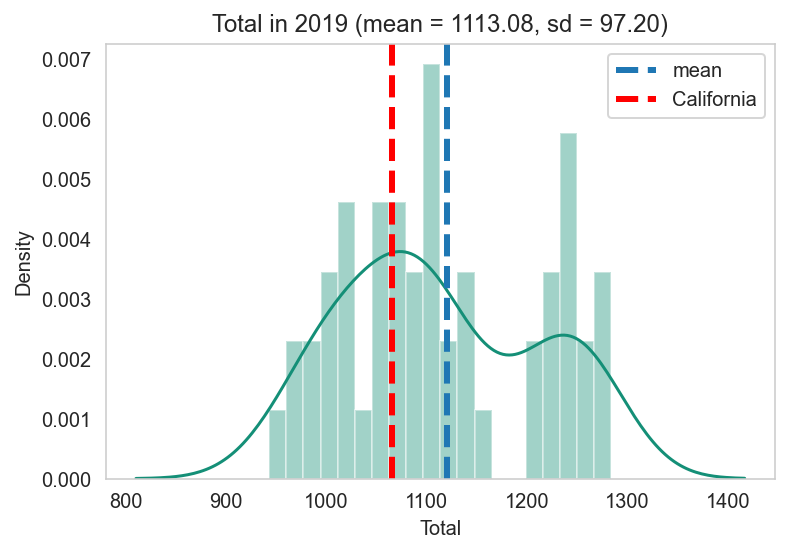 Total in 2019 (mean = 1113.08, sd = 97.20)
mean
California
0.007
0.006
0.005
0.004
0.003
0.002
0.001
0.000
Density
800 900 1000 1100 1200 1300 1400
Total